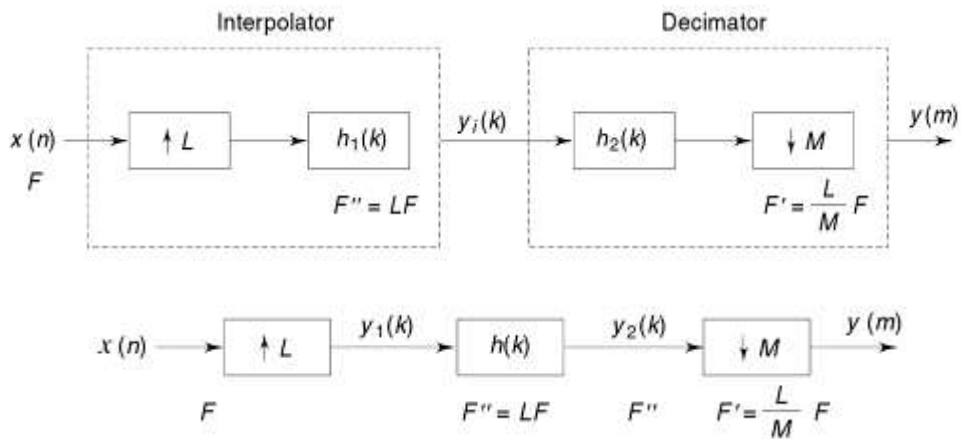 Interpolator Decimator
x (n) ↑ L h₁(k) yᵢ(k) h₂(k) ↓ M y(m)
F F'' = LF F' = L/M F
x (n) ↑ L y₁(k) h(k) y₂(k) ↓ M y (m)
F F'' = LF F'' F' = L/M F